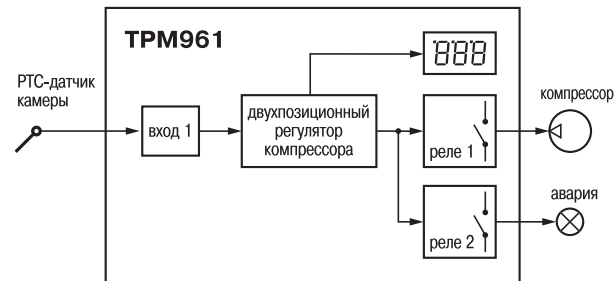 ТРМ961
888
РТС-датчик
камеры
вход 1
двухпозиционный
регулятор
компрессора
реле 1
компрессор
реле 2
авария